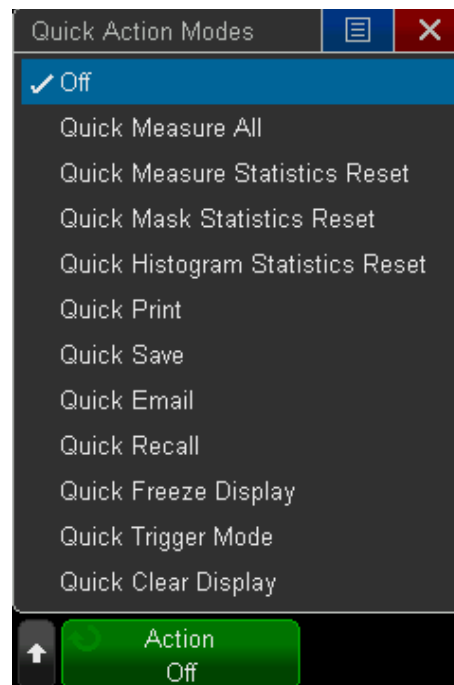 Quick Action Modes
Off
Quick Measure All
Quick Measure Statistics Reset
Quick Mask Statistics Reset
Quick Histogram Statistics Reset
Quick Print
Quick Save
Quick Email
Quick Recall
Quick Freeze Display
Quick Trigger Mode
Quick Clear Display
Action
Off